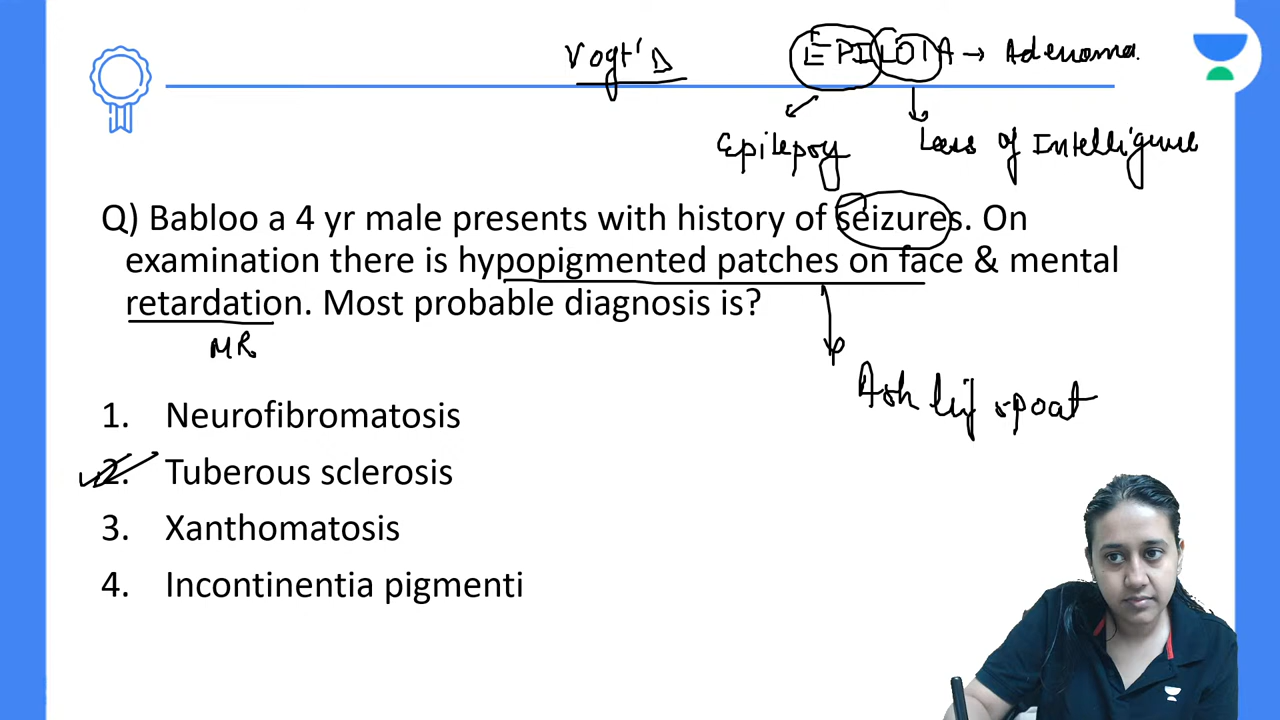 Vogt's Δ EPILOIA → Adenoma.
Epilepsy Loss of Intelligence
Q) Babloo a 4 yr male presents with history of seizures. On
examination there is hypopigmented patches on face & mental
retardation. Most probable diagnosis is?
MR
Ash leif spoat
1. Neurofibromatosis
2. Tuberous sclerosis
3. Xanthomatosis
4. Incontinentia pigmenti